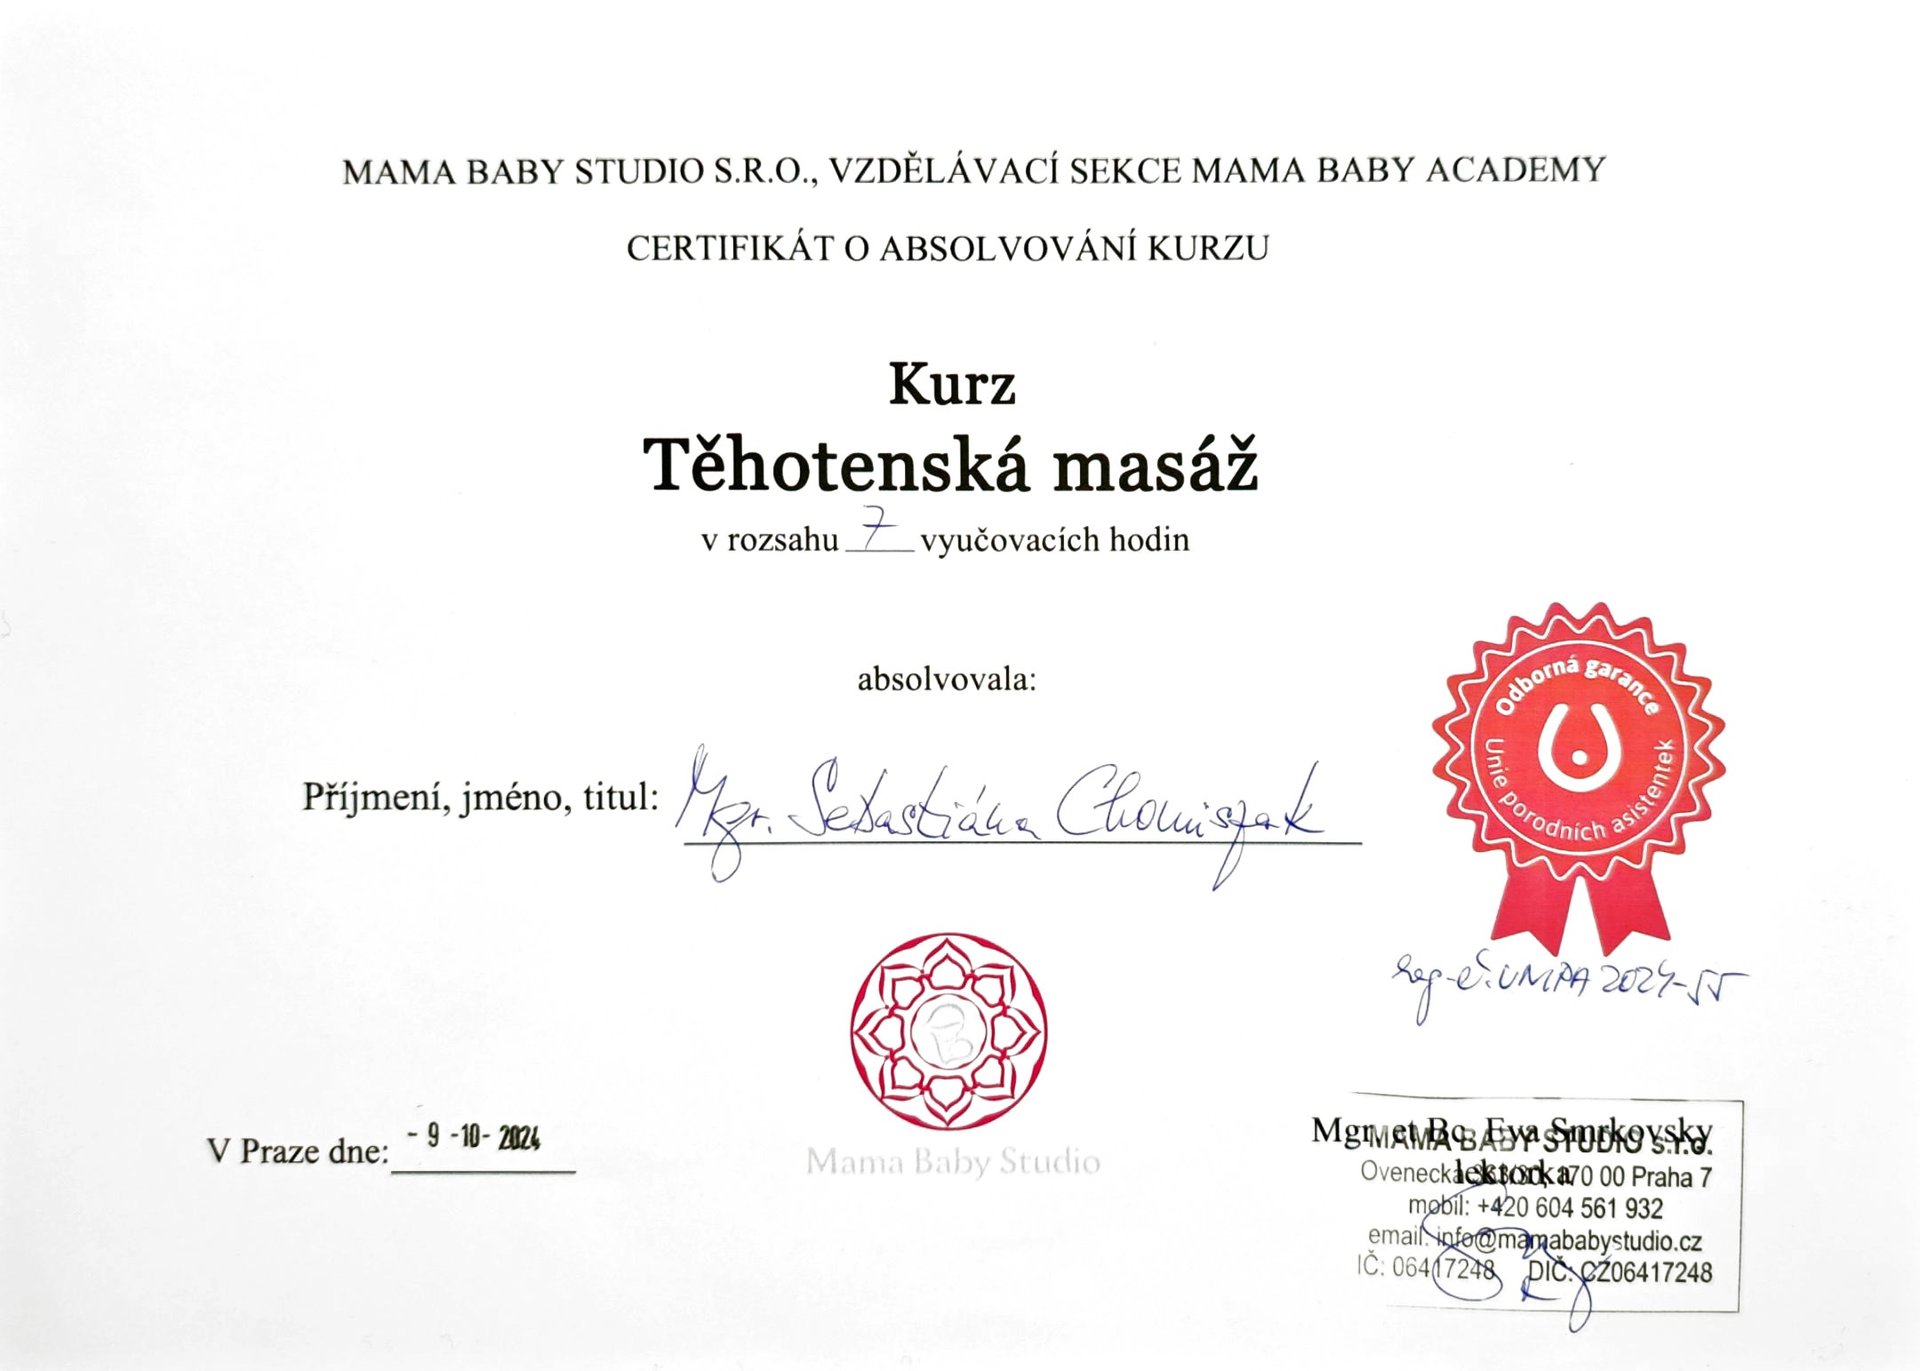 MAMA BABY STUDIO S.R.O., VZDĚLÁVACÍ SEKCE MAMA BABY ACADEMY
CERTIFIKÁT O ABSOLVOVÁNÍ KURZU
Kurz
Těhotenská masáž
v rozsahu 7 vyučovacích hodin
absolvovala:
Příjmení, jméno, titul: Mgr. Sebastiána Chomiszak
Odborná garance
Unie porodních asistentek
reg. č. UNIPA 2024-55
V Praze dne: - 9 -10- 2024
Mama Baby Studio
Mgr. et Bc. Eva Smrkovsky
lektorka
MAMA BABY STUDIO s.r.o.
Ovenecká 170 00 Praha 7
mobil: +420 604 561 932
email: info@mamababystudio.cz
IČ: 06417248 DIČ: CZ06417248